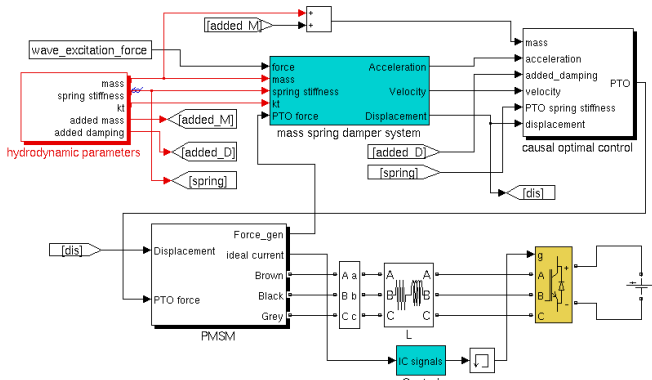 [added_M]
+
+
wave_excitation_force
mass
spring stiffness
kt
added mass
added damping
hydrodynamic parameters
[added_M]
[added_D]
[spring]
force
mass
spring stiffness
kt
PTO force
Acceleration
Velocity
Displacement
mass spring damper system
[added_D]
[spring]
mass
acceleration
added_damping
velocity
PTO spring stiffness
displacement
PTO
causal optimal control
[dis]
[dis]
Displacement
PTO force
Force_gen
ideal current
Brown
Black
Grey
PMSM
A a
B b
C c
A
B
C
A
B
C
L
g
A
B
C
+
-
IC signals